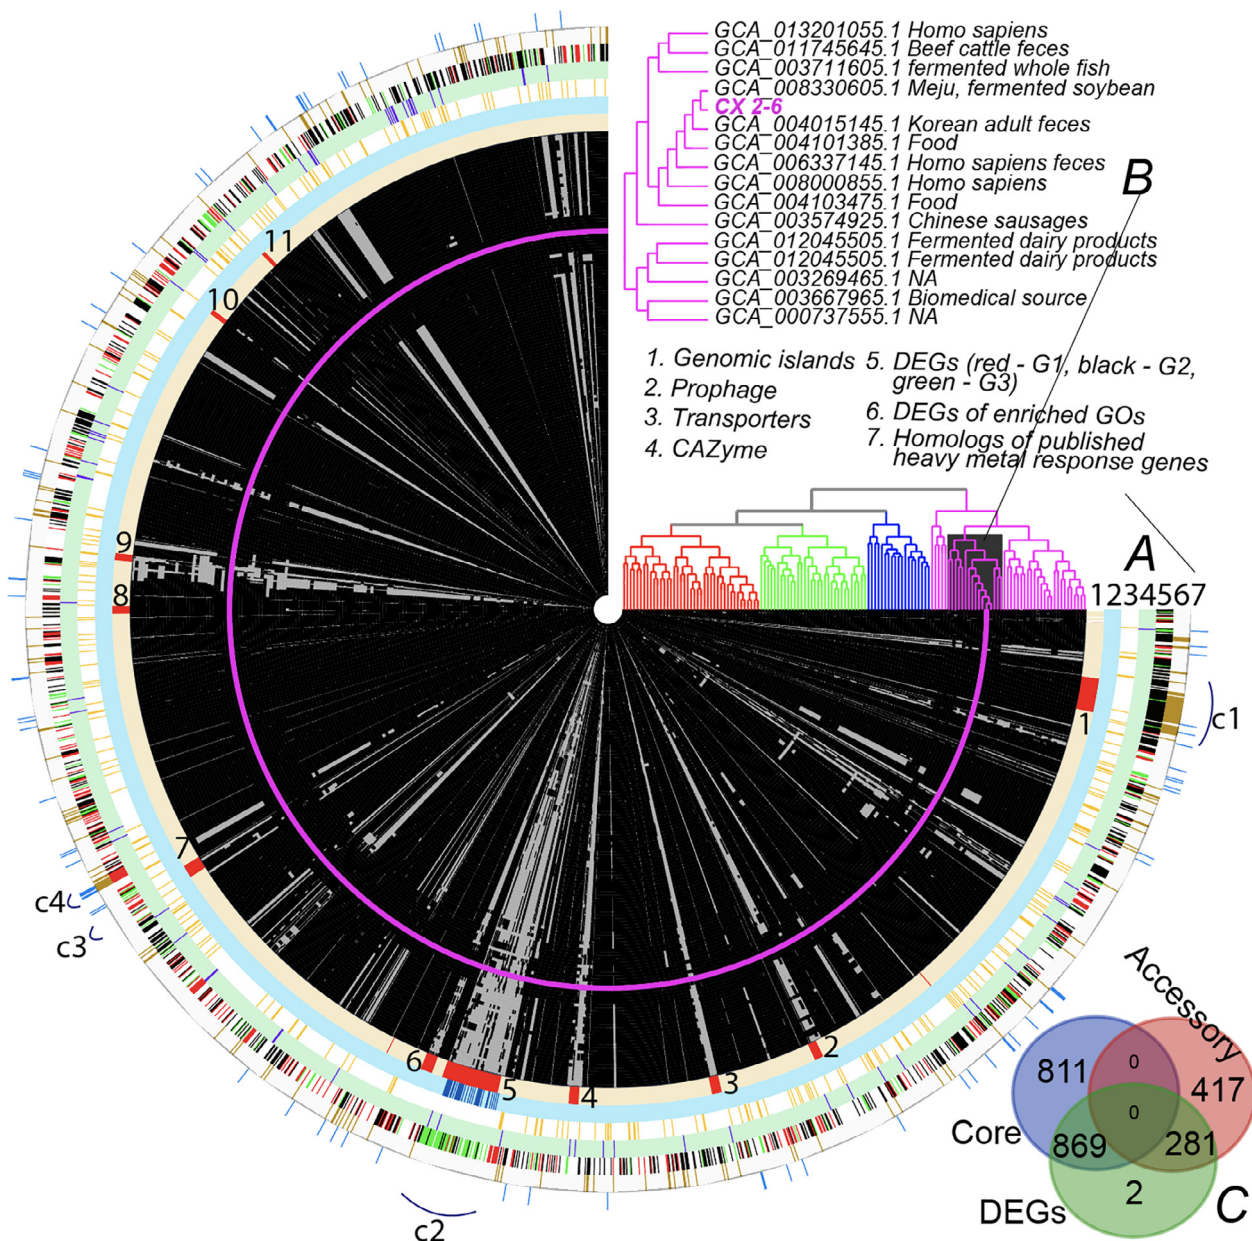 GCA_013201055.1 Homo sapiens
GCA_011745645.1 Beef cattle feces
GCA_003711605.1 fermented whole fish
GCA_008330605.1 Meju, fermented soybean
CX 2-6
GCA_004015145.1 Korean adult feces
GCA_004101385.1 Food
GCA_006337145.1 Homo sapiens feces
GCA_008000855.1 Homo sapiens
GCA_004103475.1 Food
GCA_003574925.1 Chinese sausages
GCA_012045505.1 Fermented dairy products
GCA_012045505.1 Fermented dairy products
GCA_003269465.1 NA
GCA_003667965.1 Biomedical source
GCA_000737555.1 NA
B
1. Genomic islands
2. Prophage
3. Transporters
4. CAZyme
5. DEGs (red - G1, black - G2,
green - G3)
6. DEGs of enriched GOs
7. Homologs of published
heavy metal response genes
A
1234567
11
10
9
8
7
6
5
4
3
2
1
c1
c2
c3
c4
Accessory
0
811
417
0
Core
869
281
2
DEGs
C